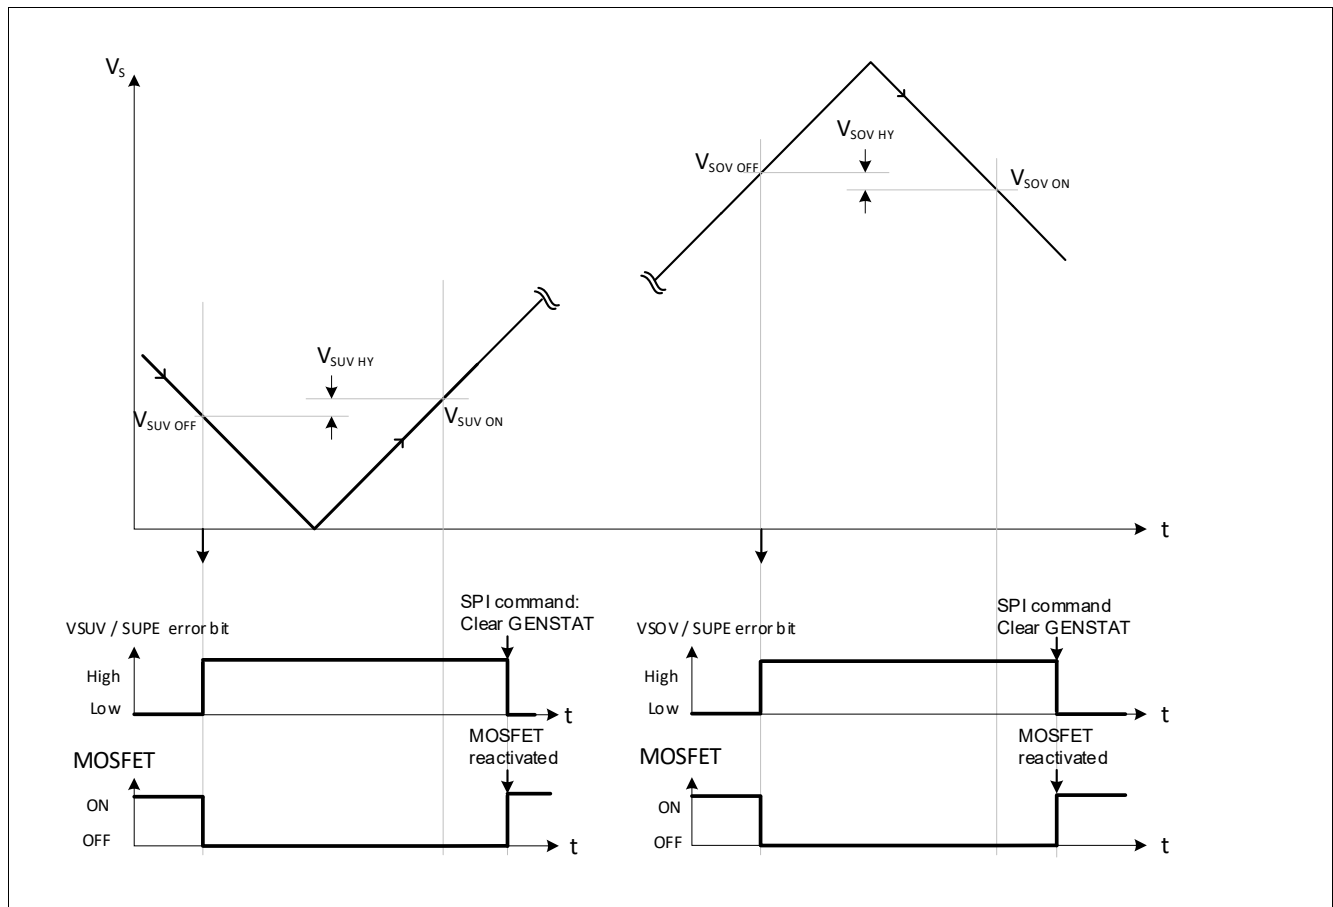 VS
VSOV HY
VSOV OFF
VSOV ON
VSUV HY
VSUV OFF
VSUV ON
t
SPI command:
Clear GENSTAT
VSUV / SUPE error bit
High
Low
t
MOSFET
reactivated
MOSFET
ON
OFF
t
SPI command
Clear GENSTAT
VSOV / SUPE error bit
High
Low
t
MOSFET
reactivated
MOSFET
ON
OFF
t